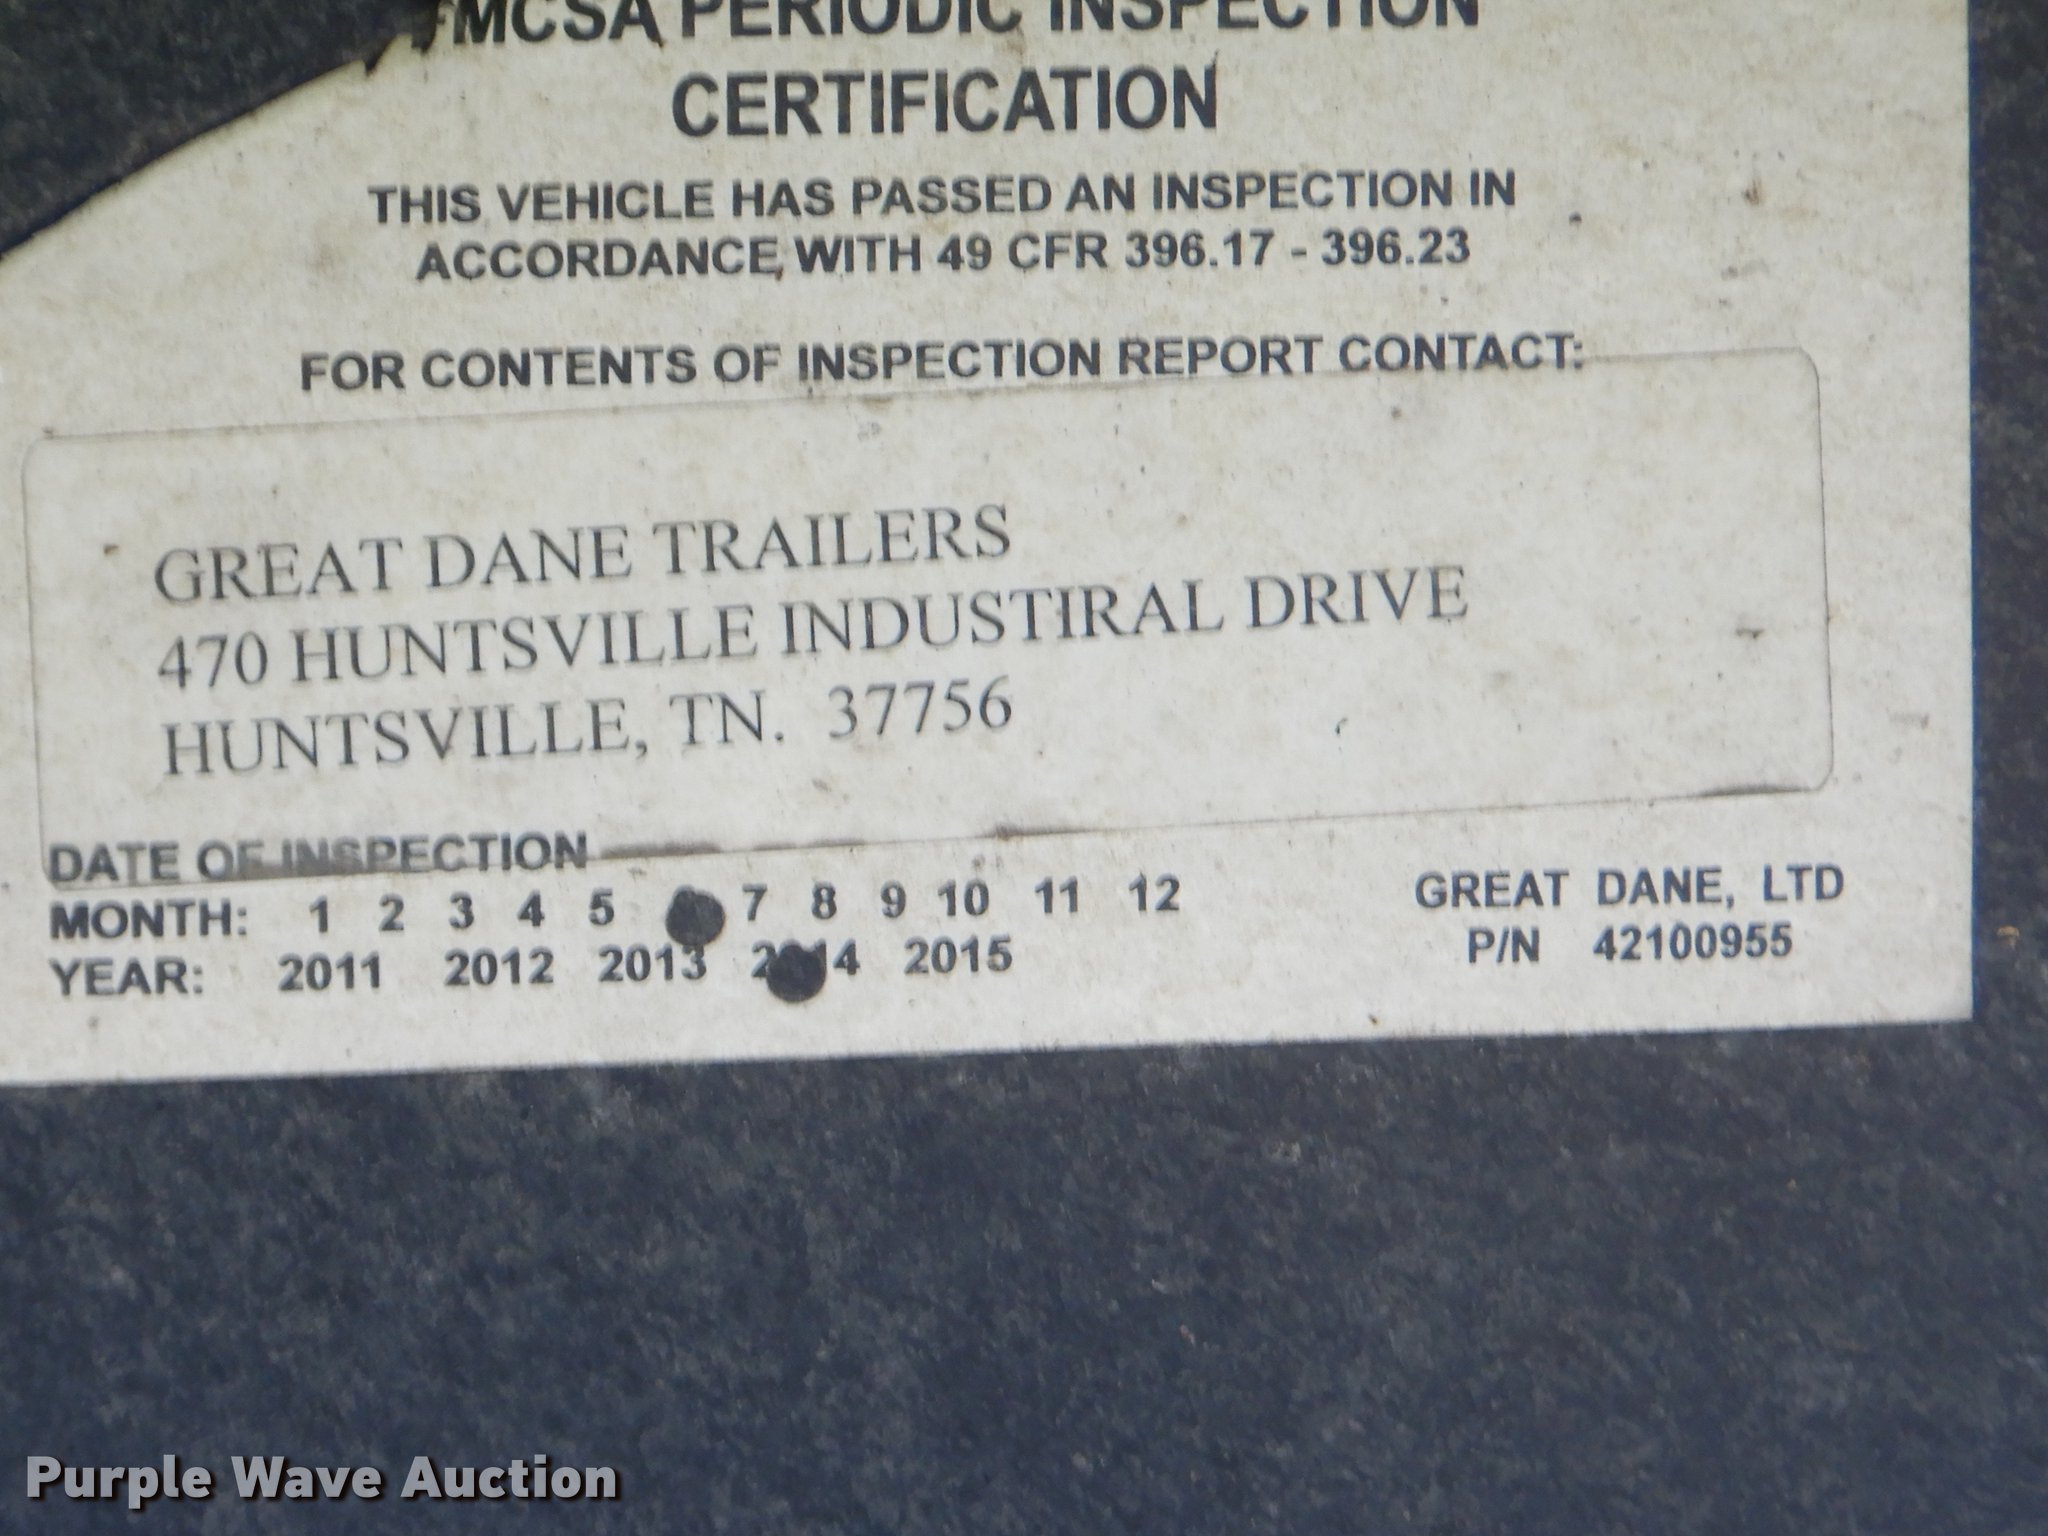 FMCSA PERIODIC INSPECTION
CERTIFICATION
THIS VEHICLE HAS PASSED AN INSPECTION IN
ACCORDANCE WITH 49 CFR 396.17 - 396.23
FOR CONTENTS OF INSPECTION REPORT CONTACT:
GREAT DANE TRAILERS
470 HUNTSVILLE INDUSTIRAL DRIVE
HUNTSVILLE, TN. 37756
DATE OF INSPECTION
MONTH: 1 2 3 4 5 6 7 8 9 10 11 12
YEAR: 2011 2012 2013 2014 2015
GREAT DANE, LTD
P/N 42100955
Purple Wave Auction